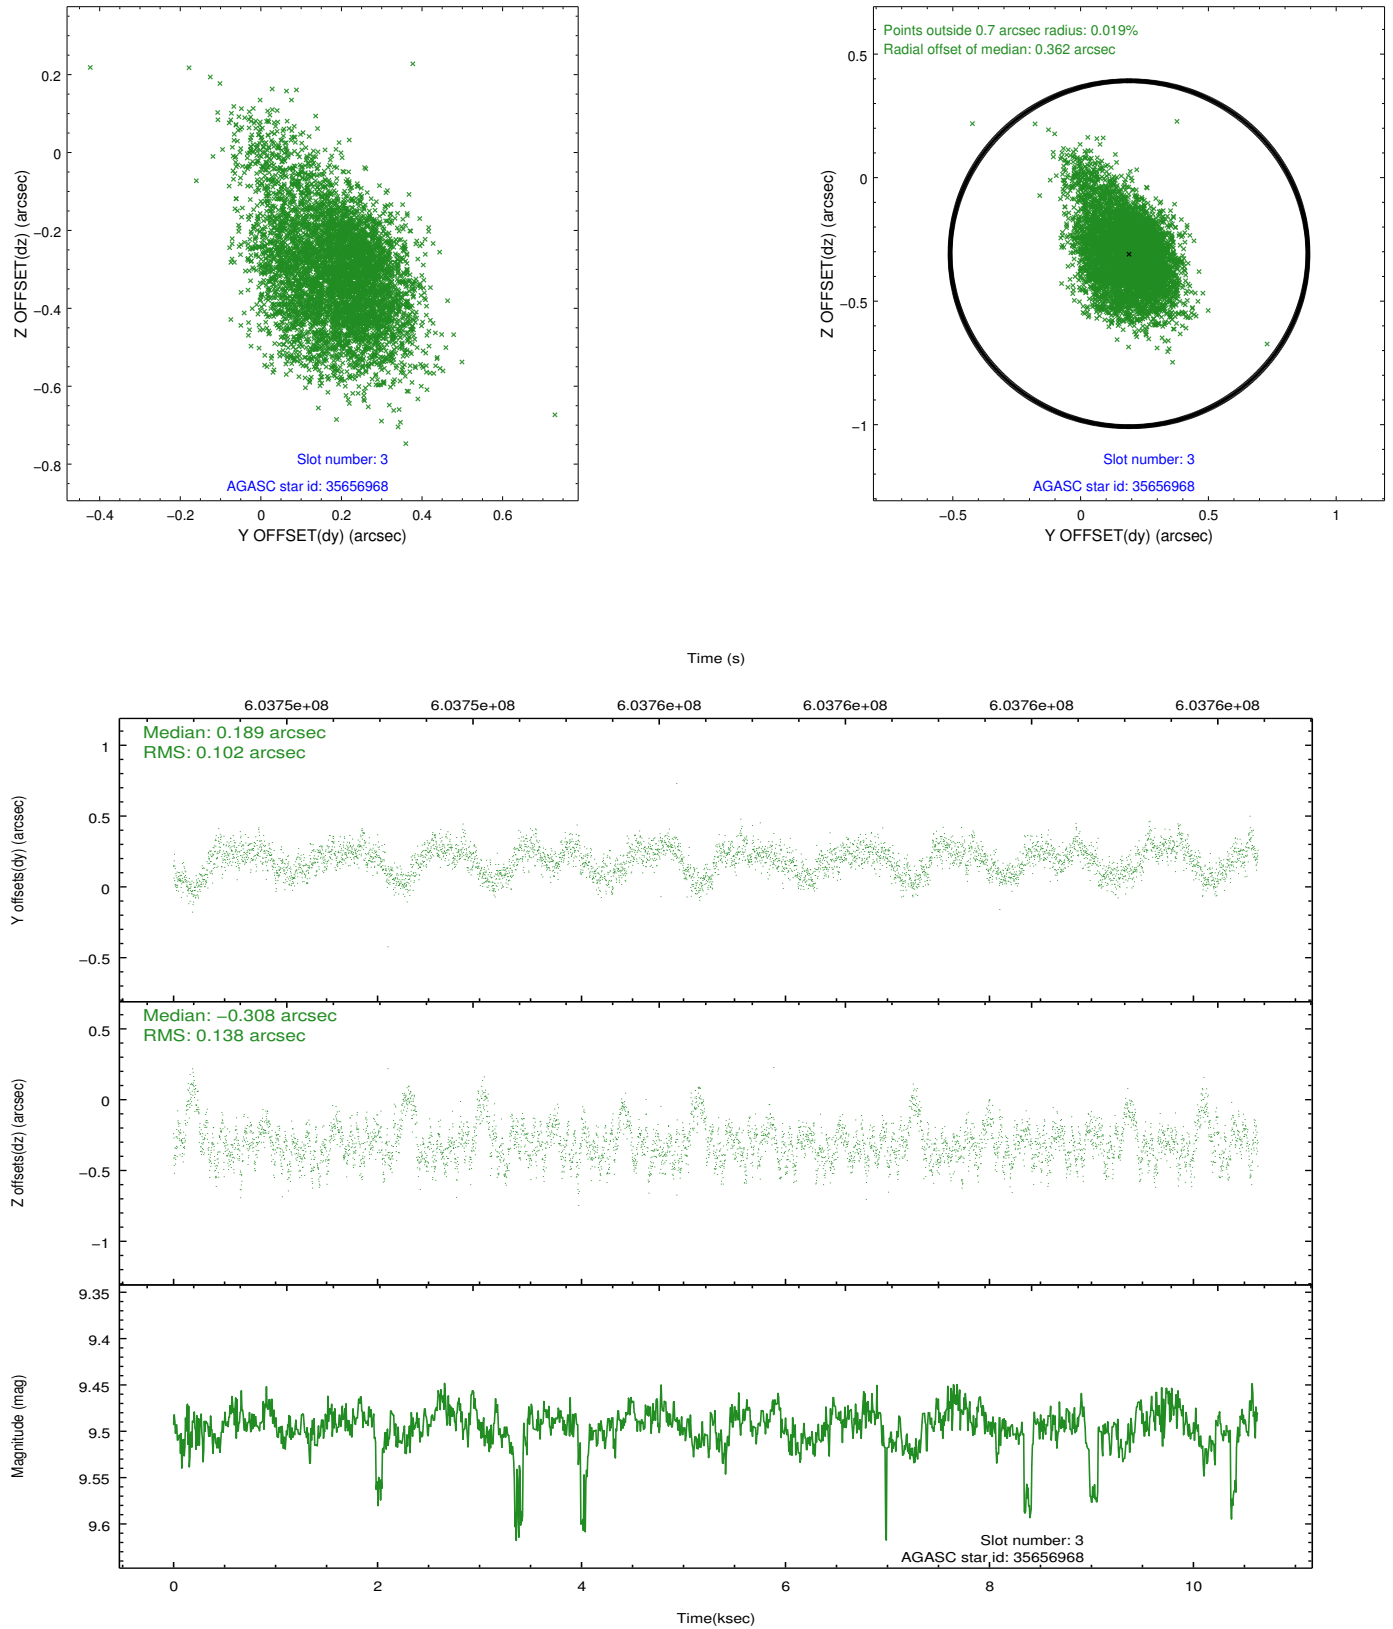 0.2
0
−0.2
−0.4
−0.6
−0.8
Z OFFSET(dz) (arcsec)
Slot number: 3
AGASC star id: 35656968
−0.4 −0.2 0 0.2 0.4 0.6
Y OFFSET(dy) (arcsec)
Points outside 0.7 arcsec radius: 0.019%
Radial offset of median: 0.362 arcsec
0.5
0
−0.5
−1
Z OFFSET(dz) (arcsec)
Slot number: 3
AGASC star id: 35656968
−0.5 0 0.5 1
Y OFFSET(dy) (arcsec)
Time (s)
6.0375e+08 6.0375e+08 6.0376e+08 6.0376e+08 6.0376e+08 6.0376e+08
Median: 0.189 arcsec
RMS: 0.102 arcsec
1
0.5
0
−0.5
Y offsets(dy) (arcsec)
Median: −0.308 arcsec
RMS: 0.138 arcsec
0.5
0
−0.5
−1
Z offsets(dz) (arcsec)
9.35
9.4
9.45
9.5
9.55
9.6
Magnitude (mag)
Slot number: 3
AGASC star id: 35656968
0 2 4 6 8 10
Time(ksec)